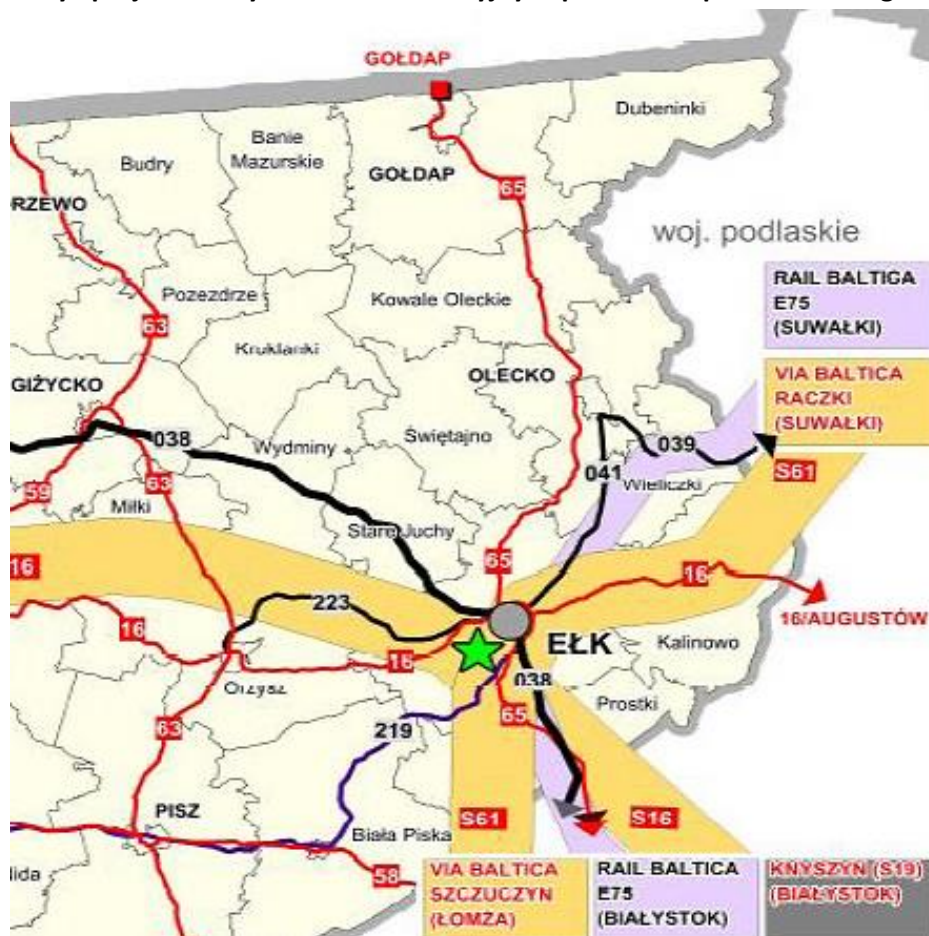 GOŁDAP
Dubeninki
Banie
Mazurskie
Budry
GOŁDAP
65
RZEWO
woj. podlaskie
Pozezdrze
Kowale Oleckie
63
Kruklanki
RAIL BALTICA
E75
(SUWAŁKI)
GIŻYCKO
OLECKO
VIA BALTICA
RACZKI
(SUWAŁKI)
038
Wydminy
Świętajno
039
041
S61
59
63
Miłki
Wieliczki
Stare Juchy
65
16
16
16/AUGUSTÓW
223
16
EŁK
Kalinowo
16
038
Orzysz
Prostki
65
63
219
PISZ
S61
S16
Biała Piska
58
VIA BALTICA
SZCZUCZYN
(ŁOMŻA)
RAIL BALTICA
E75
(BIAŁYSTOK)
KNYSZYN (S19)
(BIAŁYSTOK)